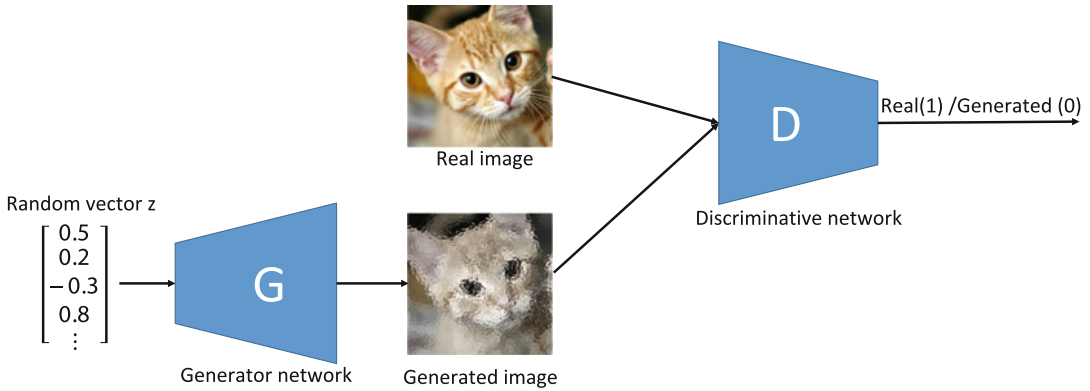 Real image
D
Real(1) /Generated (0)
Discriminative network
Random vector z
0.5
0.2
−0.3
0.8
⋮
G
Generator network
Generated image